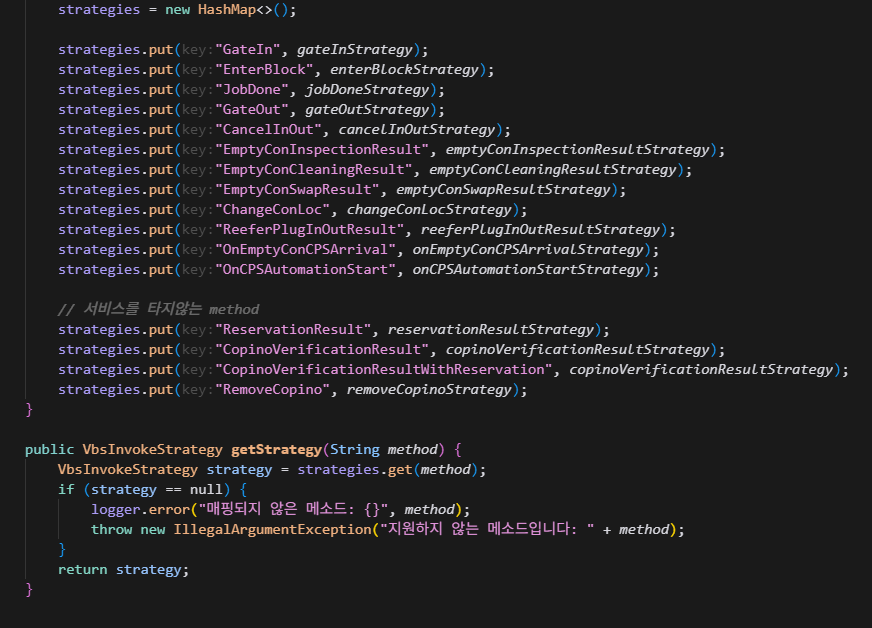 strategies = new HashMap<>();
strategies.put(key:"GateIn", gateInStrategy);
strategies.put(key:"EnterBlock", enterBlockStrategy);
strategies.put(key:"JobDone", jobDoneStrategy);
strategies.put(key:"GateOut", gateOutStrategy);
strategies.put(key:"CancelInOut", cancelInOutStrategy);
strategies.put(key:"EmptyConInspectionResult", emptyConInspectionResultStrategy);
strategies.put(key:"EmptyConCleaningResult", emptyConCleaningResultStrategy);
strategies.put(key:"EmptyConSwapResult", emptyConSwapResultStrategy);
strategies.put(key:"ChangeConLoc", changeConLocStrategy);
strategies.put(key:"ReeferPlugInOutResult", reeferPlugInOutResultStrategy);
strategies.put(key:"OnEmptyConCPSArrival", onEmptyConCPSArrivalStrategy);
strategies.put(key:"OnCPSAutomationStart", onCPSAutomationStartStrategy);
// 서비스를 타지않는 method
strategies.put(key:"ReservationResult", reservationResultStrategy);
strategies.put(key:"CopinoVerificationResult", copinoVerificationResultStrategy);
strategies.put(key:"CopinoVerificationResultWithReservation", copinoVerificationResultStrategy);
strategies.put(key:"RemoveCopino", removeCopinoStrategy);
}
public VbsInvokeStrategy getStrategy(String method) {
VbsInvokeStrategy strategy = strategies.get(method);
if (strategy == null) {
logger.error("매핑되지 않은 메소드: {}", method);
throw new IllegalArgumentException("지원하지 않는 메소드입니다: " + method);
}
return strategy;
}